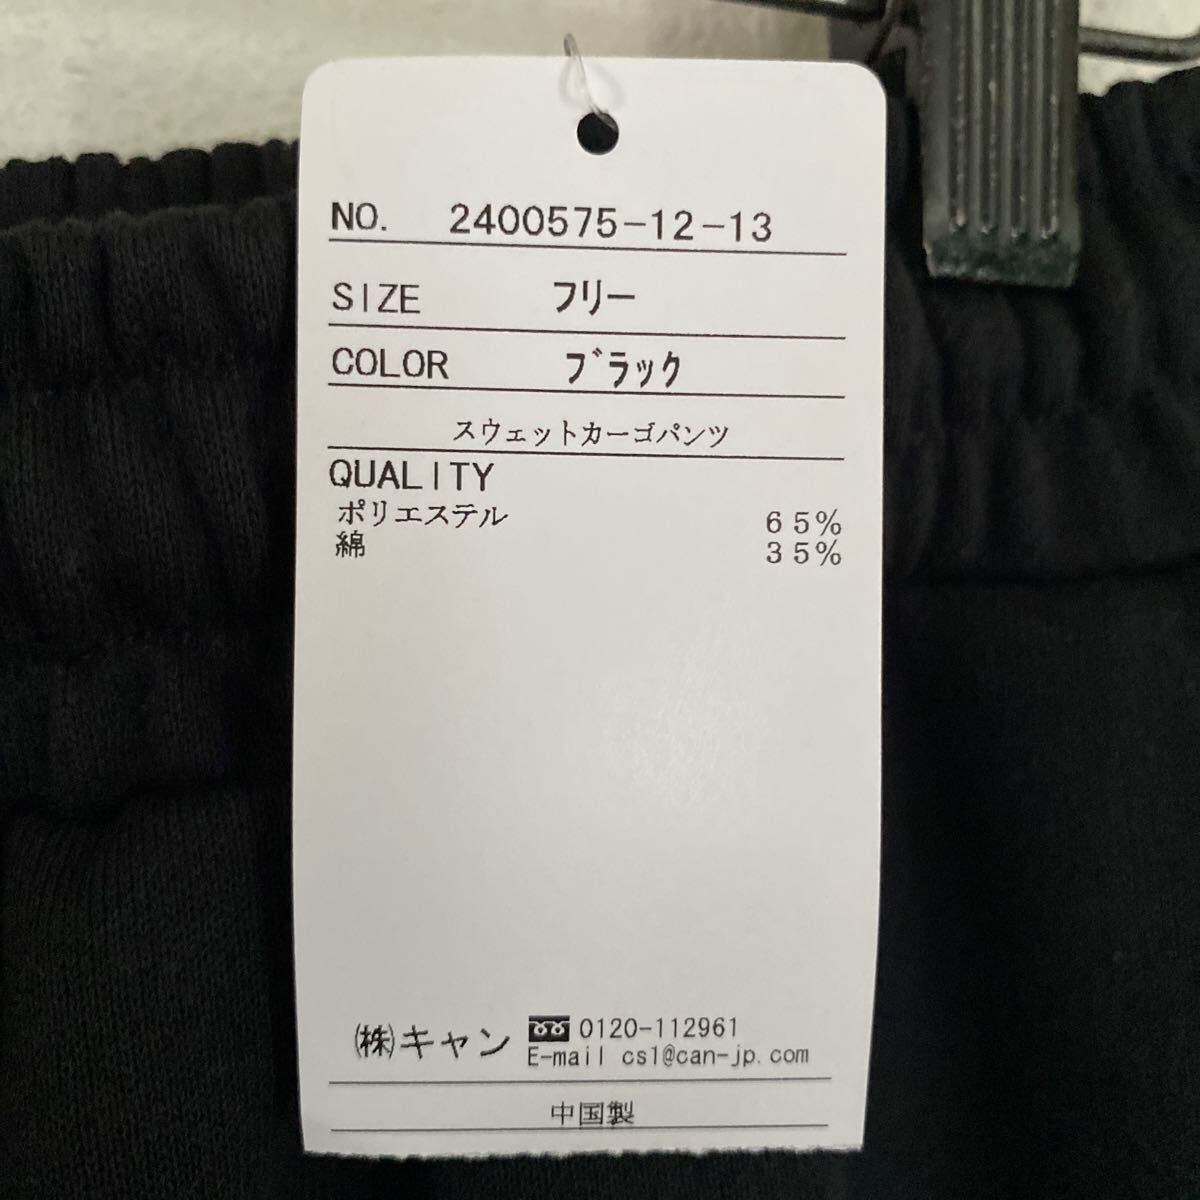 NO. 2400575-12-13
SIZE フリー
COLOR ブラック
スウェットカーゴパンツ
QUALITY
ポリエステル 65%
綿 35%
㈱キャン 0120-112961
E-mail cs1@can-jp.com
中国製